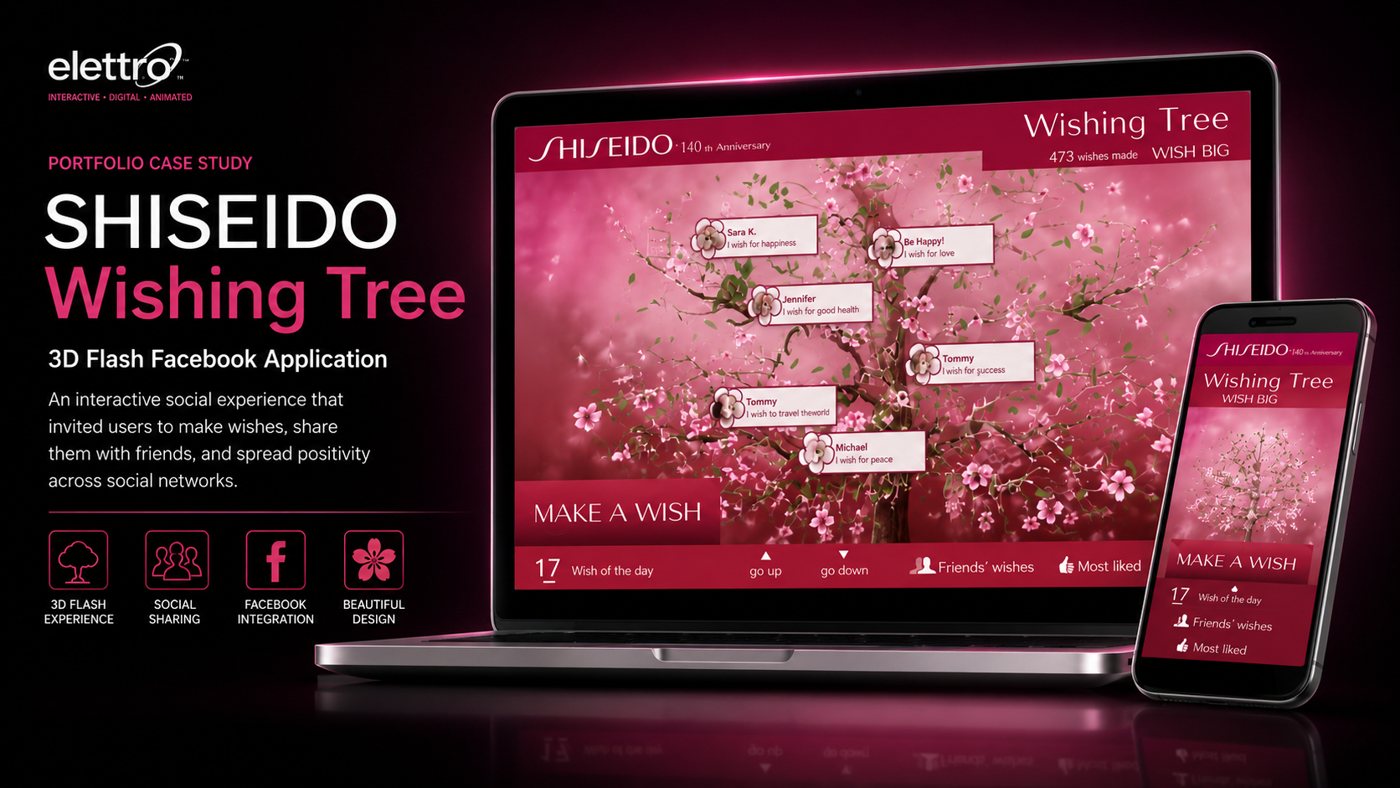 elettro™
INTERACTIVE • DIGITAL • ANIMATED
PORTFOLIO CASE STUDY
SHISEIDO
Wishing Tree
3D Flash Facebook Application
An interactive social experience that
invited users to make wishes, share
them with friends, and spread positivity
across social networks.
3D FLASH
EXPERIENCE
SOCIAL
SHARING
FACEBOOK
INTEGRATION
BEAUTIFUL
DESIGN
SHISEIDO · 140 th Anniversary
Wishing Tree
473 wishes made WISH BIG
Sara K.
I wish for happiness
Be Happy!
I wish for love
Jennifer
I wish for good health
Tommy
I wish for success
Tommy
I wish to travel theworld
Michael
I wish for peace
MAKE A WISH
17 Wish of the day
go up
go down
Friends' wishes
Most liked
SHISEIDO · 140 th Anniversary
Wishing Tree
WISH BIG
MAKE A WISH
17 Wish of the day
Friends' wishes
Most liked